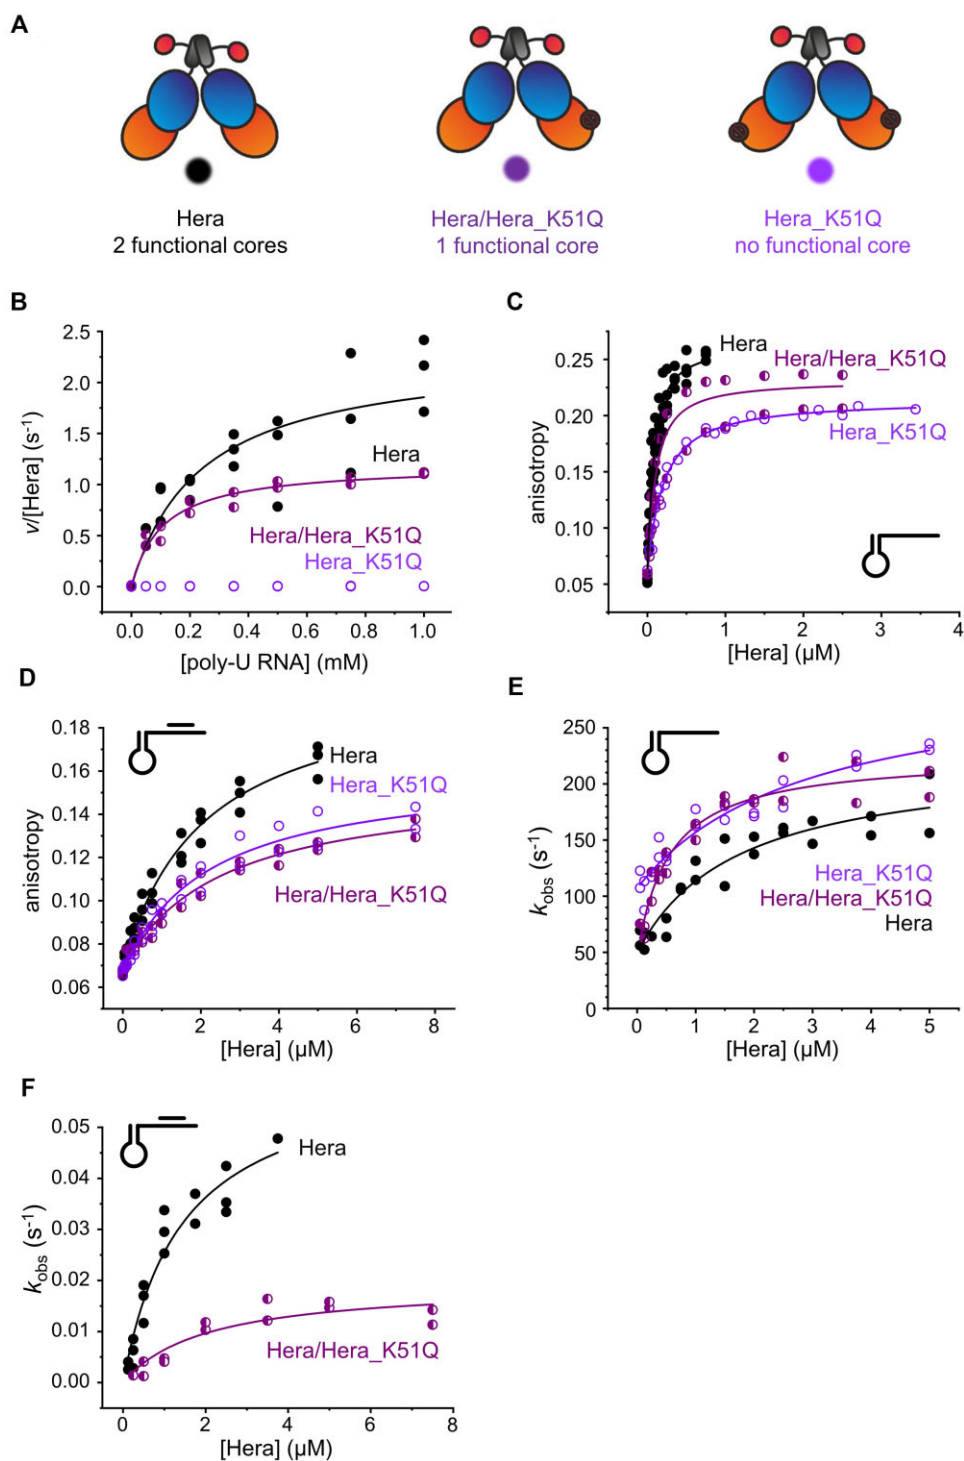 A
Hera
2 functional cores
Hera/Hera_K51Q
1 functional core
Hera_K51Q
no functional core
B
2.5
2.0
1.5
1.0
0.5
0.0
v/[Hera] (s⁻¹)
Hera
Hera/Hera_K51Q
Hera_K51Q
0.0 0.2 0.4 0.6 0.8 1.0
[poly-U RNA] (mM)
C
0.25
0.20
0.15
0.10
0.05
anisotropy
Hera
Hera/Hera_K51Q
Hera_K51Q
0 1 2 3 4
[Hera] (µM)
D
0.18
0.16
0.14
0.12
0.10
0.08
0.06
anisotropy
Hera
Hera_K51Q
Hera/Hera_K51Q
0 2 4 6 8
[Hera] (µM)
E
250
200
150
100
50
0
kobs (s⁻¹)
Hera_K51Q
Hera/Hera_K51Q
Hera
0 1 2 3 4 5
[Hera] (µM)
F
0.05
0.04
0.03
0.02
0.01
0.00
kobs (s⁻¹)
Hera
Hera/Hera_K51Q
0 2 4 6 8
[Hera] (µM)